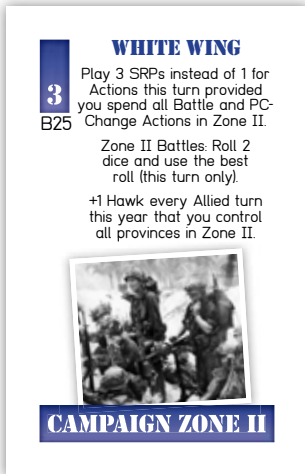 WHITE WING
3
B25
Play 3 SRPs instead of 1 for
Actions this turn provided
you spend all Battle and PC-
Change Actions in Zone II.
Zone II Battles: Roll 2
dice and use the best
roll (this turn only).
+1 Hawk every Allied turn
this year that you control
all provinces in Zone II.
CAMPAIGN ZONE II